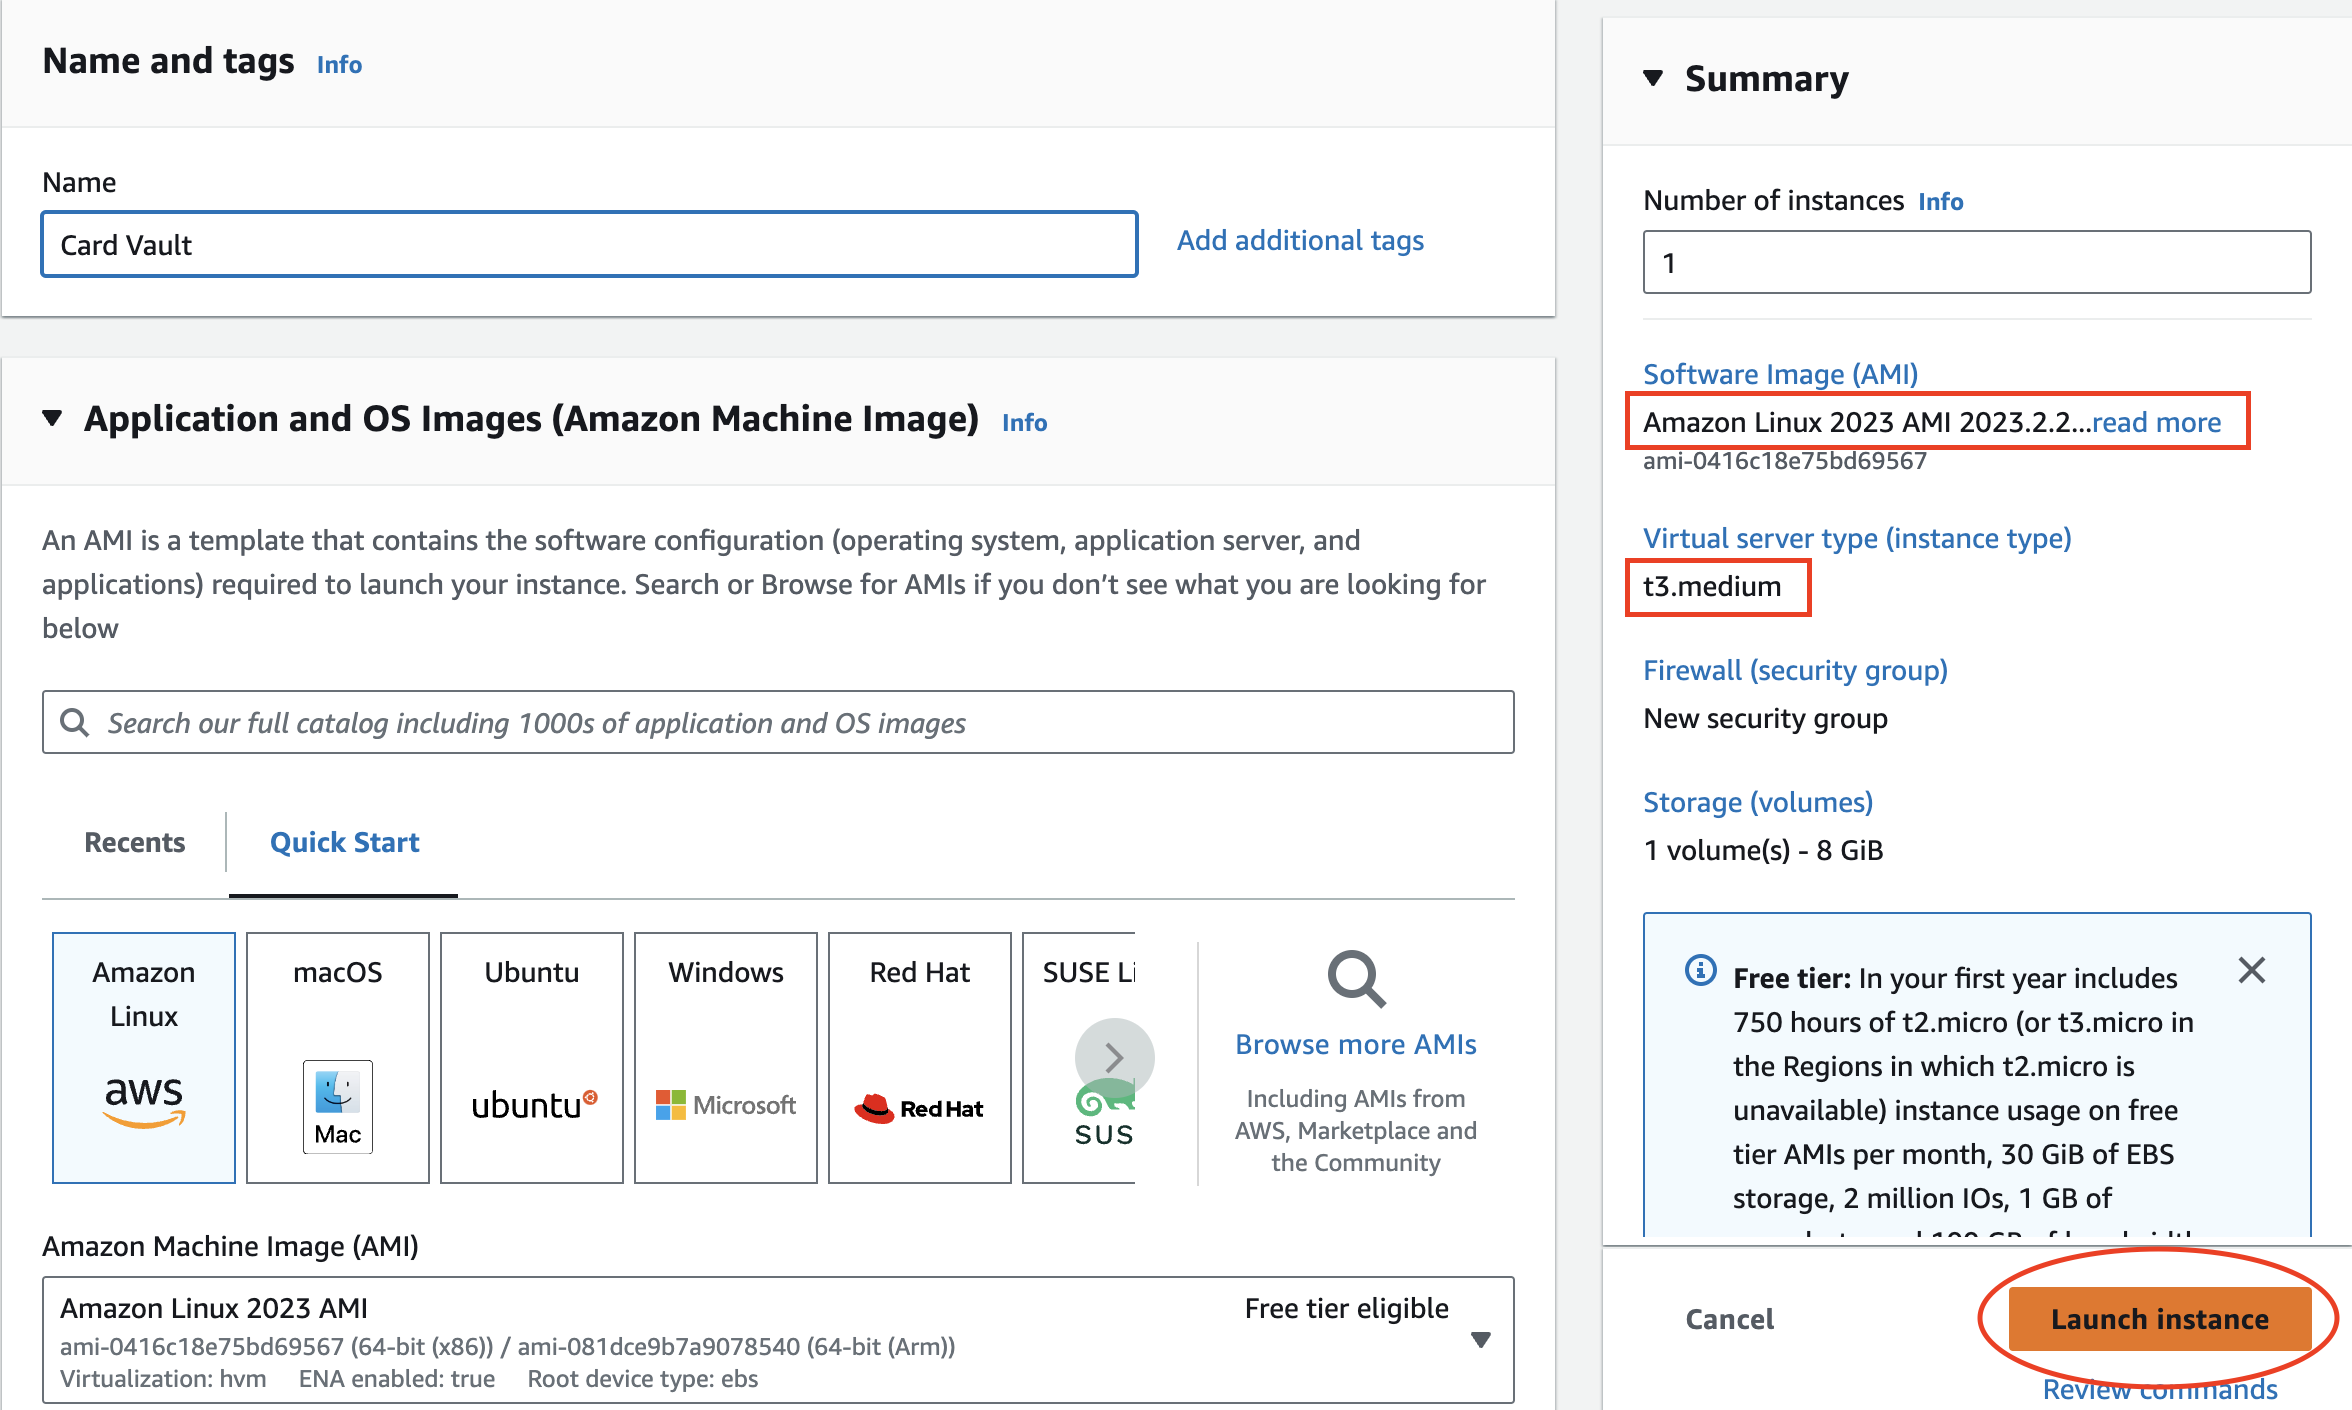 Name and tags Info
Name
Card Vault
Add additional tags
Application and OS Images (Amazon Machine Image) Info
An AMI is a template that contains the software configuration (operating system, application server, and
applications) required to launch your instance. Search or Browse for AMIs if you don’t see what you are looking for
below
Search our full catalog including 1000s of application and OS images
Recents
Quick Start
Amazon
Linux
aws
macOS
Mac
Ubuntu
ubuntu
Windows
Microsoft
Red Hat
Red Hat
SUSE Li
SUS
Browse more AMIs
Including AMIs from
AWS, Marketplace and
the Community
Amazon Machine Image (AMI)
Amazon Linux 2023 AMI
Free tier eligible
ami-0416c18e75bd69567 (64-bit (x86)) / ami-081dce9b7a9078540 (64-bit (Arm))
Virtualization: hvm ENA enabled: true Root device type: ebs
Summary
Number of instances Info
1
Software Image (AMI)
Amazon Linux 2023 AMI 2023.2.2...read more
ami-0416c18e75bd69567
Virtual server type (instance type)
t3.medium
Firewall (security group)
New security group
Storage (volumes)
1 volume(s) - 8 GiB
Free tier: In your first year includes
750 hours of t2.micro (or t3.micro in
the Regions in which t2.micro is
unavailable) instance usage on free
tier AMIs per month, 30 GiB of EBS
storage, 2 million IOs, 1 GB of
Cancel
Launch instance
Review commands